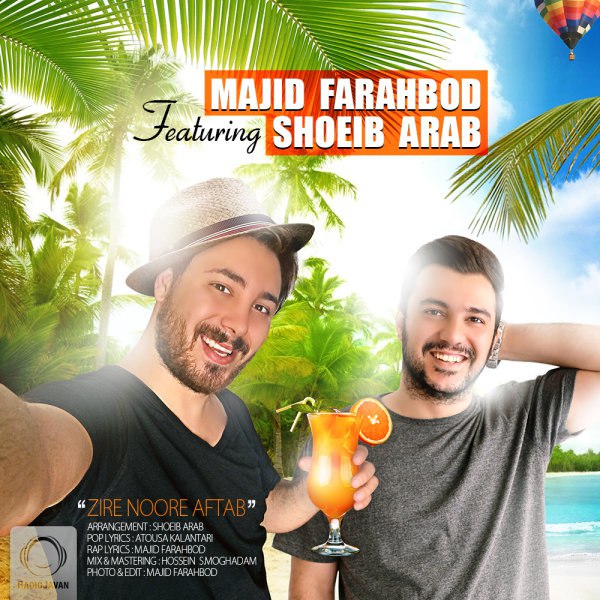 MAJID FARAHBOD
Featuring SHOEIB ARAB
"ZIRE NOORE AFTAB"
ARRANGEMENT : SHOEIB ARAB
POP LYRICS : ATOUSA KALANTARI
RAP LYRICS : MAJID FARAHBOD
MIX & MASTERING : HOSSEIN S.MOGHADAM
PHOTO & EDIT : MAJID FARAHBOD
RADIOJAVAN